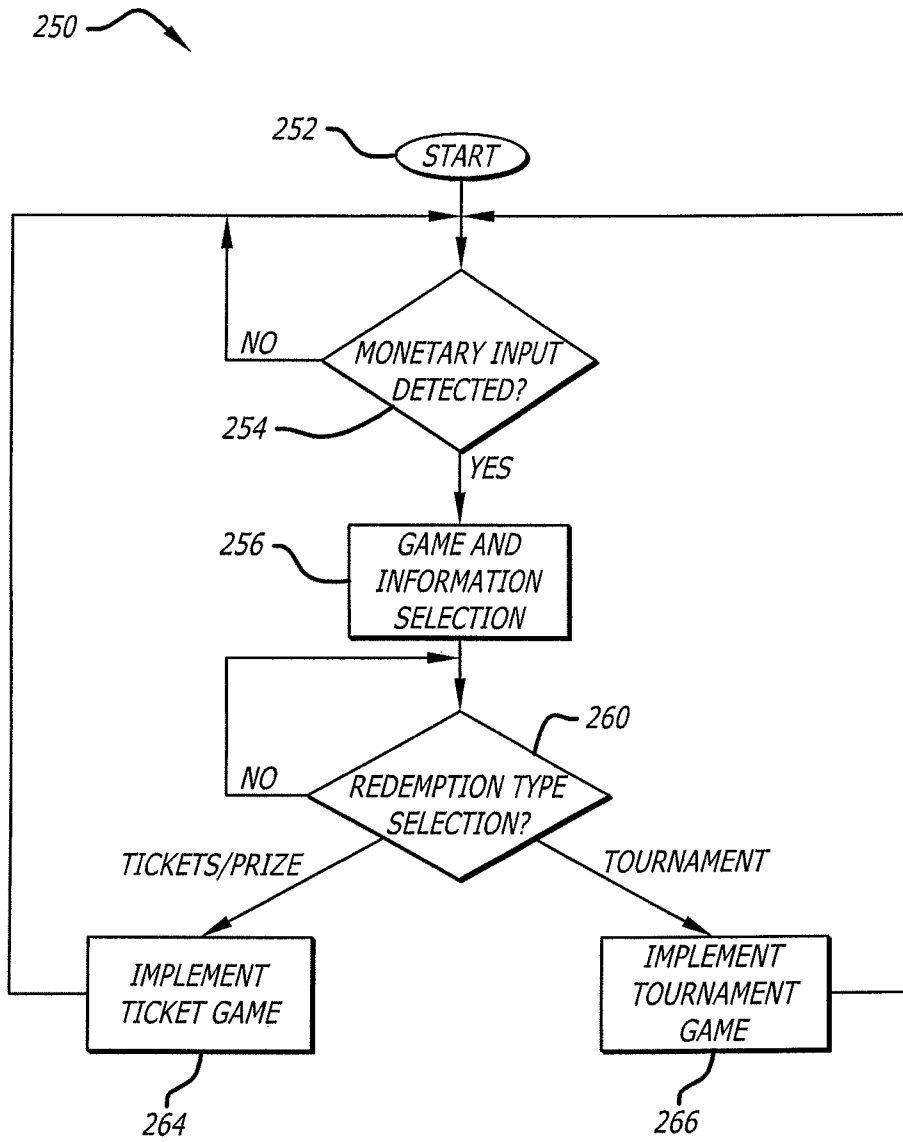 250
252
START
NO
MONETARY INPUT
DETECTED?
254
YES
256
GAME AND
INFORMATION
SELECTION
260
NO
REDEMPTION TYPE
SELECTION?
TICKETS/PRIZE
TOURNAMENT
IMPLEMENT
TICKET GAME
IMPLEMENT
TOURNAMENT
GAME
264
266